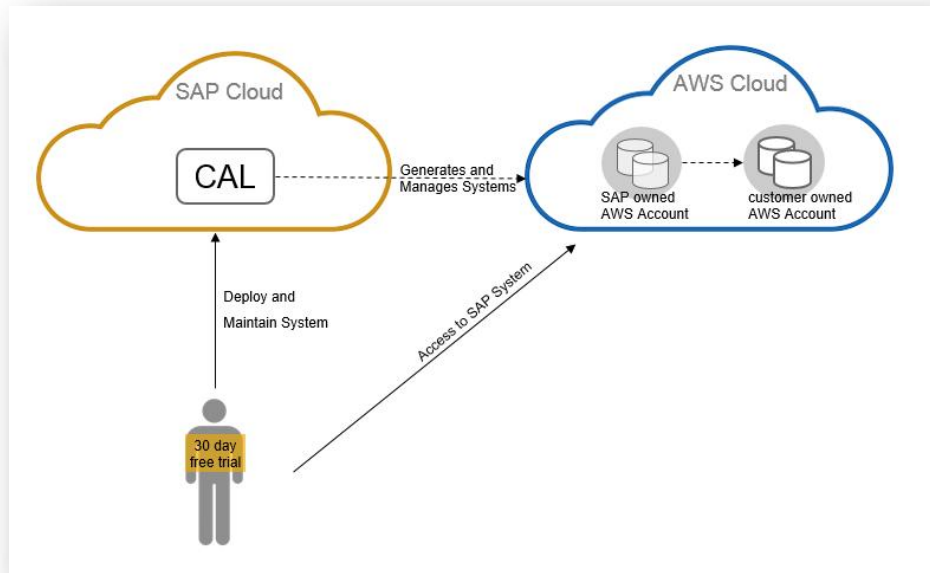 SAP Cloud
AWS Cloud
CAL
Generates and
Manages Systems
SAP owned
AWS Account
customer owned
AWS Account
Deploy and
Maintain System
Access to SAP System
30 day
free trial